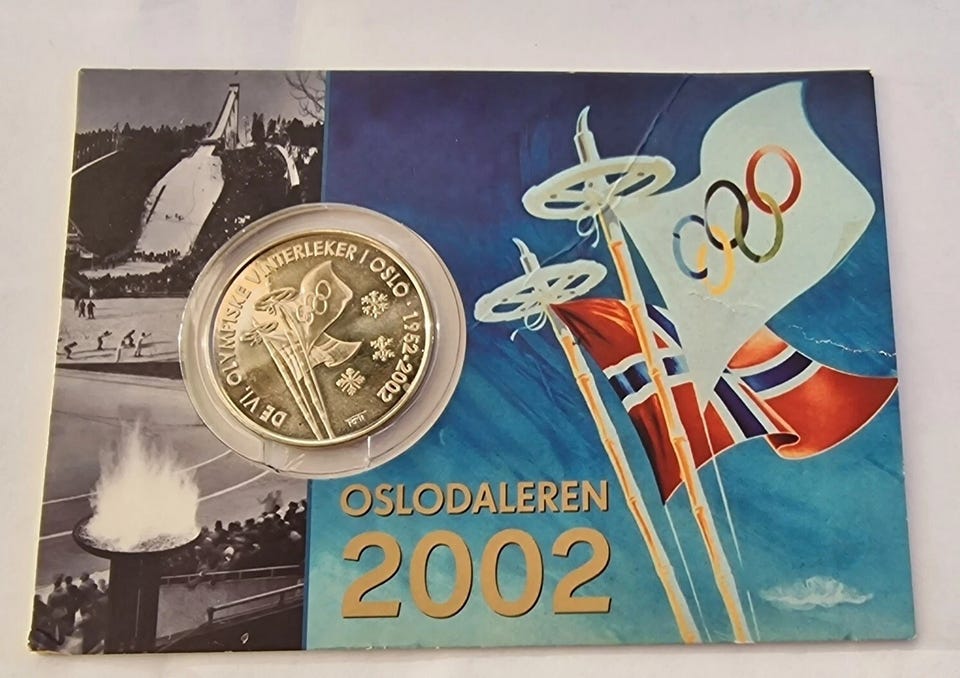 DE VI. OLYMPISKE VINTERLEKER I OSLO · 1952-2002
OSLODALEREN
2002